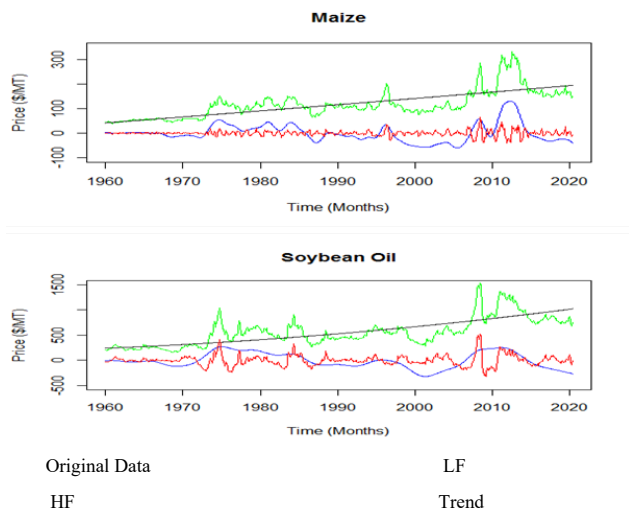 Maize
Price ($/MT)
300
100
0
-100
1960 1970 1980 1990 2000 2010 2020
Time (Months)
Soybean Oil
Price ($/MT)
1500
500
0
-500
1960 1970 1980 1990 2000 2010 2020
Time (Months)
Original Data LF
HF Trend